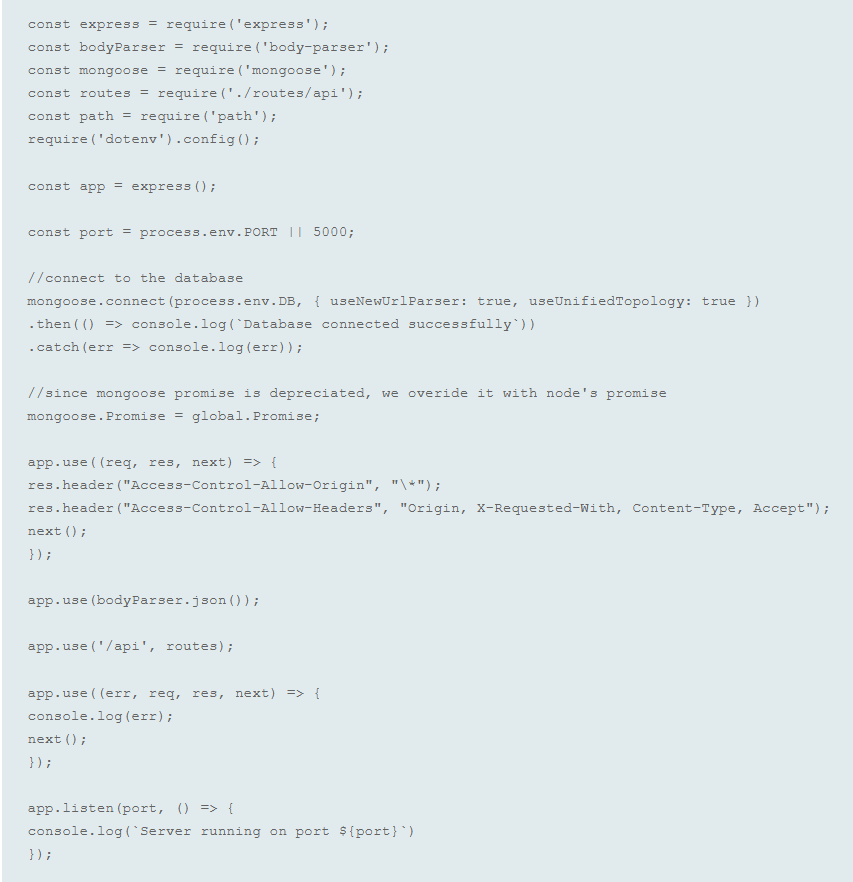 const express = require('express');
const bodyParser = require('body-parser');
const mongoose = require('mongoose');
const routes = require('./routes/api');
const path = require('path');
require('dotenv').config();

const app = express();

const port = process.env.PORT || 5000;

//connect to the database
mongoose.connect(process.env.DB, { useNewUrlParser: true, useUnifiedTopology: true })
.then(() => console.log(`Database connected successfully`))
.catch(err => console.log(err));

//since mongoose promise is depreciated, we overide it with node's promise
mongoose.Promise = global.Promise;

app.use((req, res, next) => {
res.header("Access-Control-Allow-Origin", "\*");
res.header("Access-Control-Allow-Headers", "Origin, X-Requested-With, Content-Type, Accept");
next();
});

app.use(bodyParser.json());

app.use('/api', routes);

app.use((err, req, res, next) => {
console.log(err);
next();
});

app.listen(port, () => {
console.log(`Server running on port ${port}`)
});